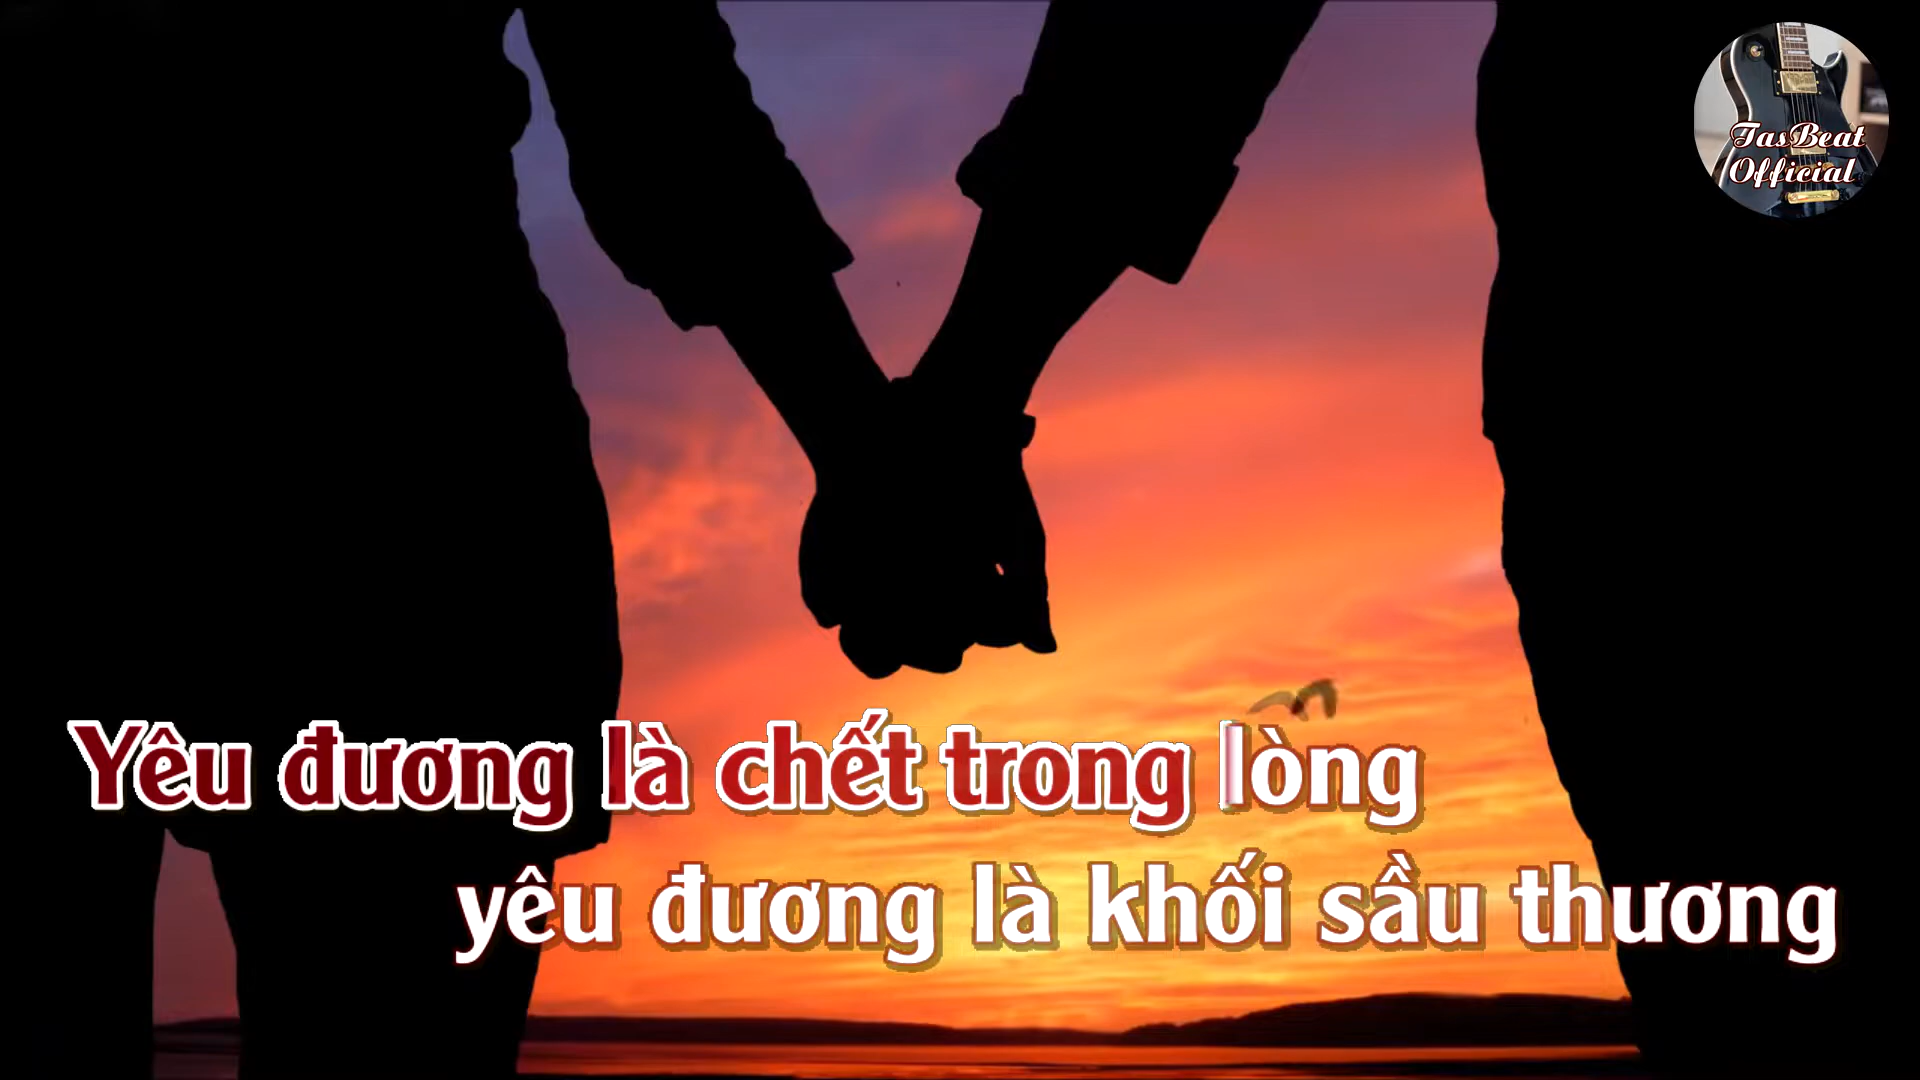 TasBeat
Official
Yêu đương là chết trong lòng
yêu đương là khối sầu thương